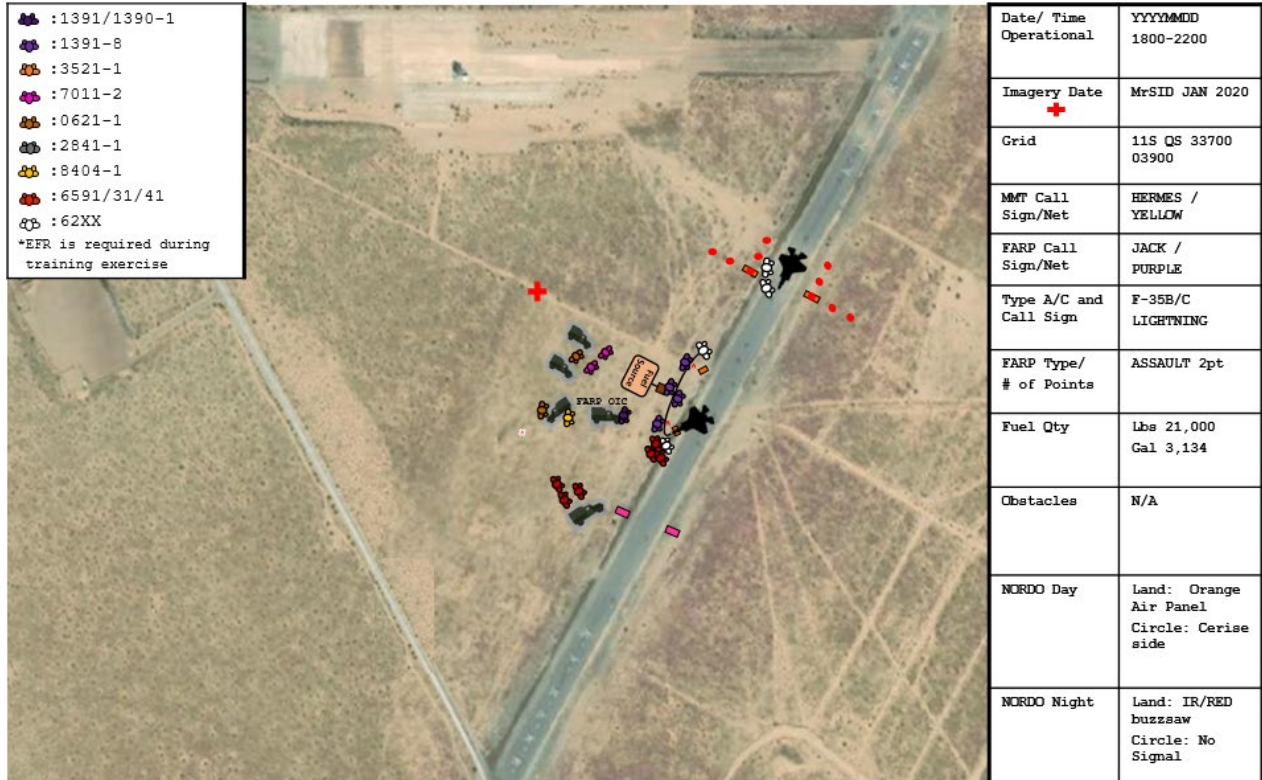 :1391/1390-1
:1391-8
:3521-1
:7011-2
:0621-1
:2841-1
:8404-1
:6591/31/41
:62XX
*EFR is required during
training exercise
Fuel
Source
FARP OIC
Date/ Time
Operational
YYYYMMDD
1800-2200
Imagery Date
MrSID JAN 2020
Grid
11S QS 33700
03900
MMT Call
Sign/Net
HERMES /
YELLOW
FARP Call
Sign/Net
JACK /
PURPLE
Type A/C and
Call Sign
F-35B/C
LIGHTNING
FARP Type/
# of Points
ASSAULT 2pt
Fuel Qty
Lbs 21,000
Gal 3,134
Obstacles
N/A
NORDO Day
Land: Orange
Air Panel
Circle: Cerise
side
NORDO Night
Land: IR/RED
buzzsaw
Circle: No
Signal